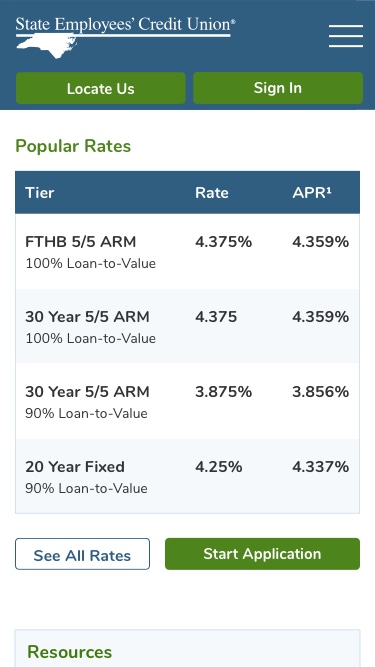 State Employees' Credit Union®
Locate Us
Sign In
Popular Rates
Tier Rate APR¹
FTHB 5/5 ARM 4.375% 4.359%
100% Loan-to-Value
30 Year 5/5 ARM 4.375 4.359%
100% Loan-to-Value
30 Year 5/5 ARM 3.875% 3.856%
90% Loan-to-Value
20 Year Fixed 4.25% 4.337%
90% Loan-to-Value
See All Rates
Start Application
Resources